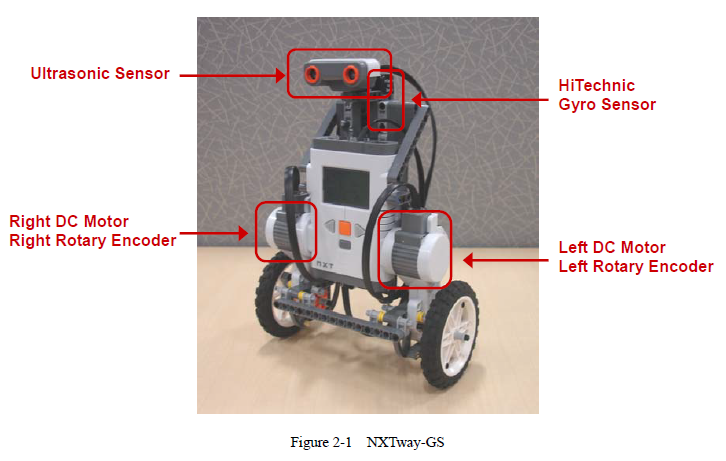 Ultrasonic Sensor
HiTechnic
Gyro Sensor
Right DC Motor
Right Rotary Encoder
Left DC Motor
Left Rotary Encoder
NXT
Figure 2-1 NXTway-GS